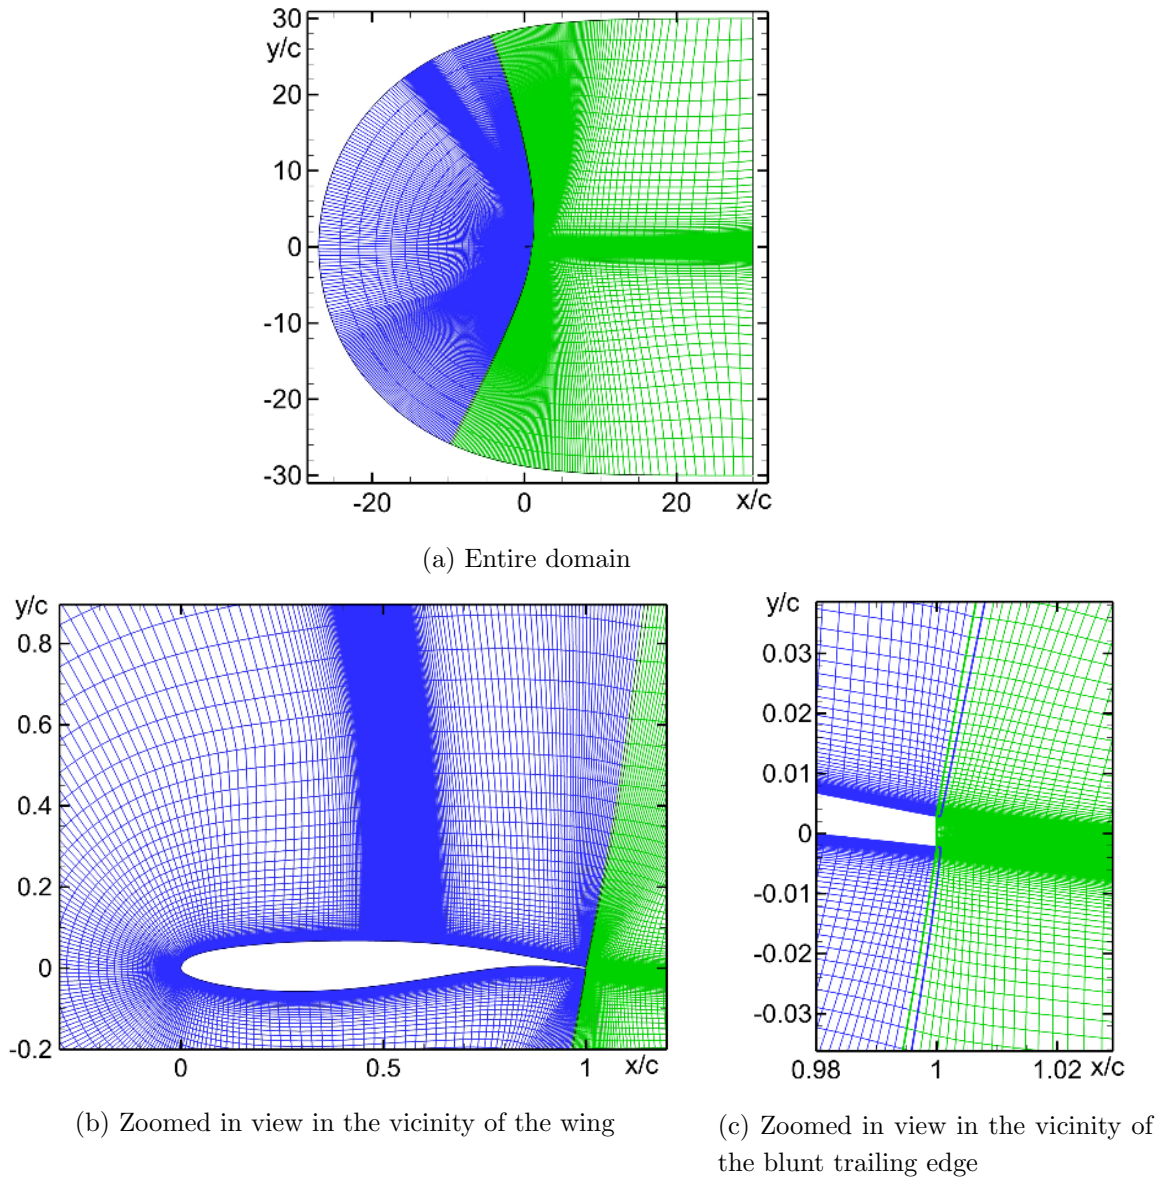 30
y/c
20
10
0
-10
-20
-30
-20 0 20 x/c
(a) Entire domain
y/c
0.8
0.6
0.4
0.2
0
-0.2
0 0.5 1 x/c
(b) Zoomed in view in the vicinity of the wing
y/c
0.03
0.02
0.01
0
-0.01
-0.02
-0.03
0.98 1 1.02 x/c
(c) Zoomed in view in the vicinity of
the blunt trailing edge